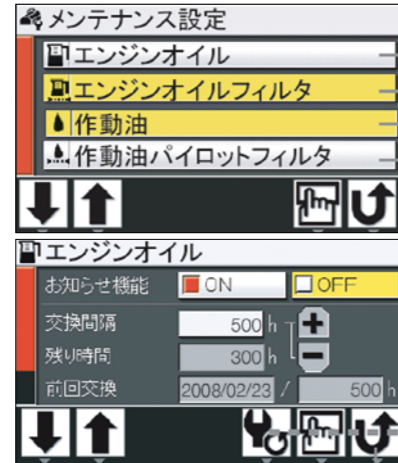 メンテナンス設定
エンジンオイル
エンジンオイルフィルタ
作動油
作動油パイロットフィルタ
エンジンオイル
お知らせ機能 ON OFF
交換間隔 500 h
残り時間 300 h
前回交換 2008/02/23 / 500 h